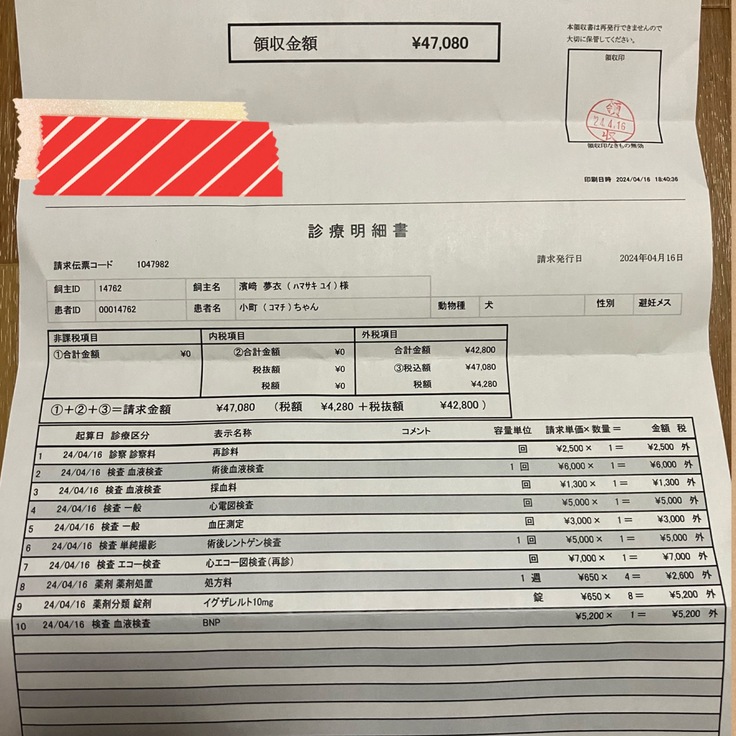 領収金額 ¥47,080
本領収書は再発行できませんので
大切に保管してください。
領収印
領
24.4.16
収
領収印なきもの無効
印刷日時 2024/04/16 18:40:36
診療明細書
請求伝票コード 1047982
請求発行日 2024年04月16日
飼主ID 14762 飼主名 濱﨑 夢衣 (ハマサキ ユイ) 様
患者ID 00014762 患者名 小町 (コマチ) ちゃん 動物種 犬 性別 避妊メス
非課税項目 内税項目 外税項目
①合計金額 ¥0 ②合計金額 ¥0 合計金額 ¥42,800
税抜額 ¥0 ③税込額 ¥47,080
税額 ¥0 税額 ¥4,280
①+②+③=請求金額 ¥47,080 (税額 ¥4,280 +税抜額 ¥42,800 )
起算日 診療区分 表示名称 コメント 容量単位 請求単価×数量= 金額 税
1 24/04/16 診察 診察料 再診料 回 ¥2,500× 1= ¥2,500 外
2 24/04/16 検査 血液検査 術後血液検査 1 回 ¥6,000× 1= ¥6,000 外
3 24/04/16 検査 血液検査 採血料 回 ¥1,300× 1= ¥1,300 外
4 24/04/16 検査 一般 心電図検査 回 ¥5,000× 1= ¥5,000 外
5 24/04/16 検査 一般 血圧測定 回 ¥3,000× 1= ¥3,000 外
6 24/04/16 検査 単純撮影 術後レントゲン検査 1 回 ¥5,000× 1= ¥5,000 外
7 24/04/16 検査 エコー検査 心エコー図検査(再診) 回 ¥7,000× 1= ¥7,000 外
8 24/04/16 薬剤 薬剤処置 処方料 1 週 ¥650× 4= ¥2,600 外
9 24/04/16 薬剤分類 錠剤 イグザレルト10mg 錠 ¥650× 8= ¥5,200 外
10 24/04/16 検査 血液検査 BNP ¥5,200× 1= ¥5,200 外